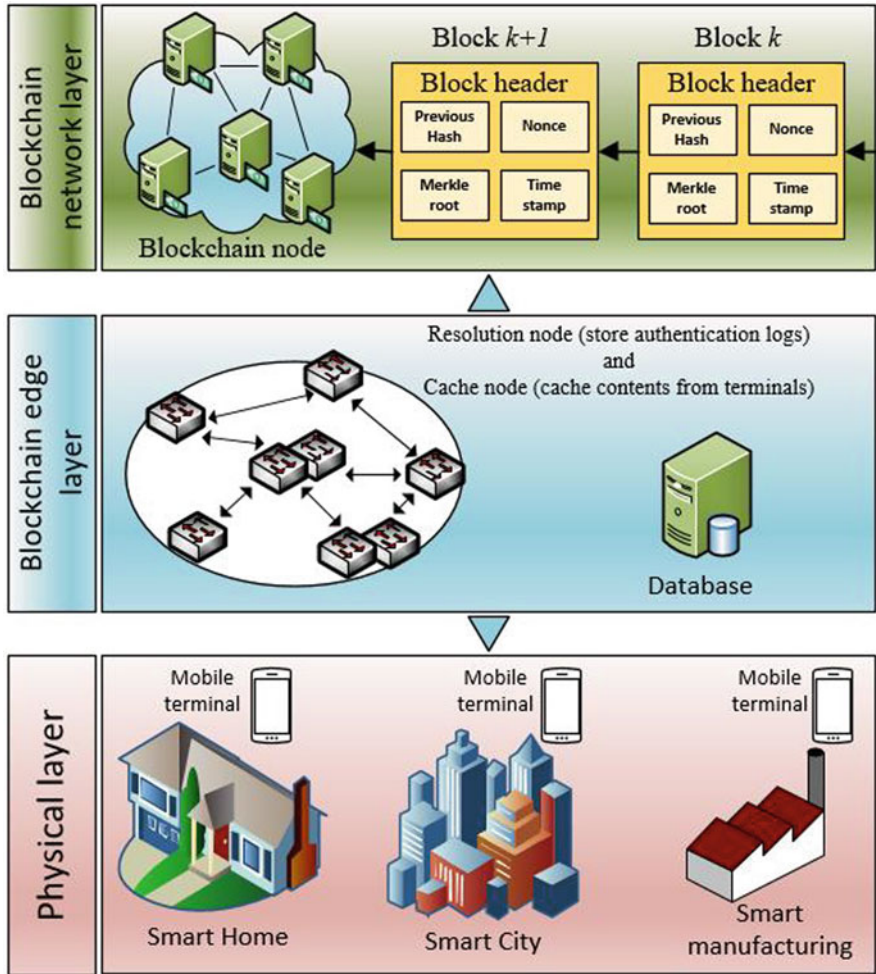 Blockchain
network layer
Block k+1
Block k
Block header
Previous
Hash
Nonce
Merkle
root
Time
stamp
Block header
Previous
Hash
Nonce
Merkle
root
Time
stamp
Blockchain node
Blockchain edge
layer
Resolution node (store authentication logs)
and
Cache node (cache contents from terminals)
Database
Physical layer
Mobile
terminal
Mobile
terminal
Mobile
terminal
Smart Home
Smart City
Smart
manufacturing